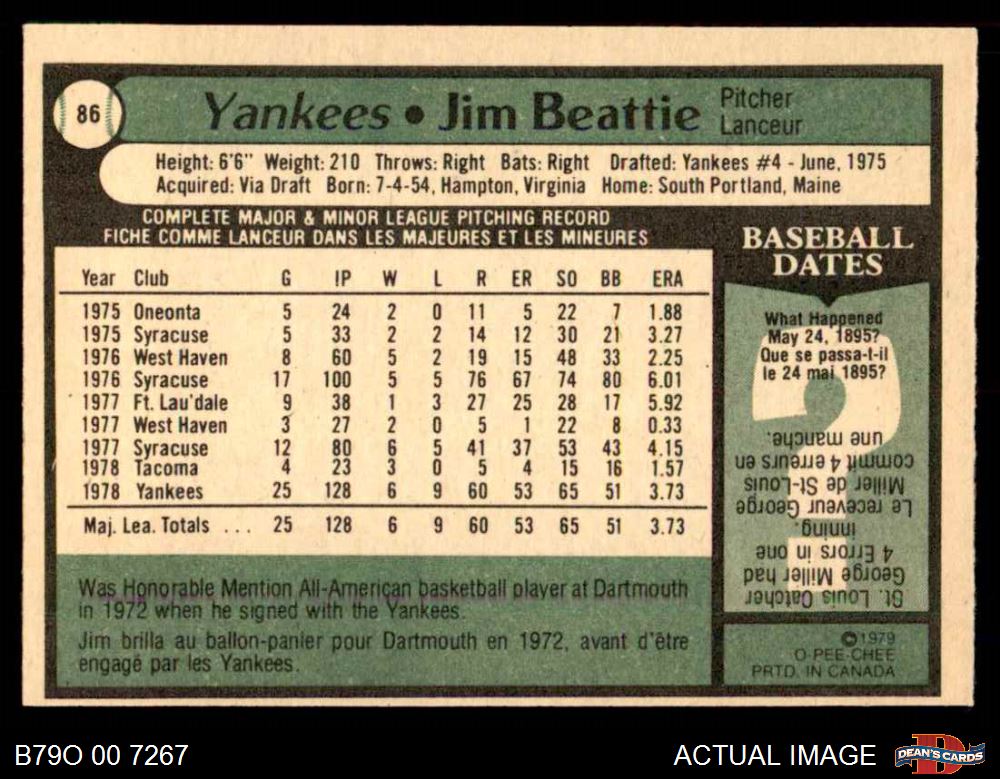 86
Yankees • Jim Beattie
Pitcher
Lanceur
Height: 6'6" Weight: 210 Throws: Right Bats: Right Drafted: Yankees #4 - June, 1975
Acquired: Via Draft Born: 7-4-54, Hampton, Virginia Home: South Portland, Maine
COMPLETE MAJOR & MINOR LEAGUE PITCHING RECORD
FICHE COMME LANCEUR DANS LES MAJEURES ET LES MINEURES
Year Club G IP W L R ER SO BB ERA
1975 Oneonta 5 24 2 0 11 5 22 7 1.88
1975 Syracuse 5 33 2 2 14 12 30 21 3.27
1976 West Haven 8 60 5 2 19 15 48 33 2.25
1976 Syracuse 17 100 5 5 76 67 74 80 6.01
1977 Ft. Lau'dale 9 38 1 3 27 25 28 17 5.92
1977 West Haven 3 27 2 0 5 1 22 8 0.33
1977 Syracuse 12 80 6 5 41 37 53 43 4.15
1978 Tacoma 4 23 3 0 5 4 15 16 1.57
1978 Yankees 25 128 6 9 60 53 65 51 3.73
Maj. Lea. Totals ... 25 128 6 9 60 53 65 51 3.73
Was Honorable Mention All-American basketball player at Dartmouth
in 1972 when he signed with the Yankees.
Jim brilla au ballon-panier pour Dartmouth en 1972, avant d'être
engagé par les Yankees.
BASEBALL
DATES
What Happened
May 24, 1895?
Que se passa-t-il
le 24 mai 1895?
St. Louis Catcher
George Miller had
4 Errors in one
inning.
Le receveur George
Miller de St-Louis
commit 4 erreurs en
une manche.
©1979
O-PEE-CHEE
PRTD. IN CANADA
B79O 00 7267
ACTUAL IMAGE
DEAN'S CARDS